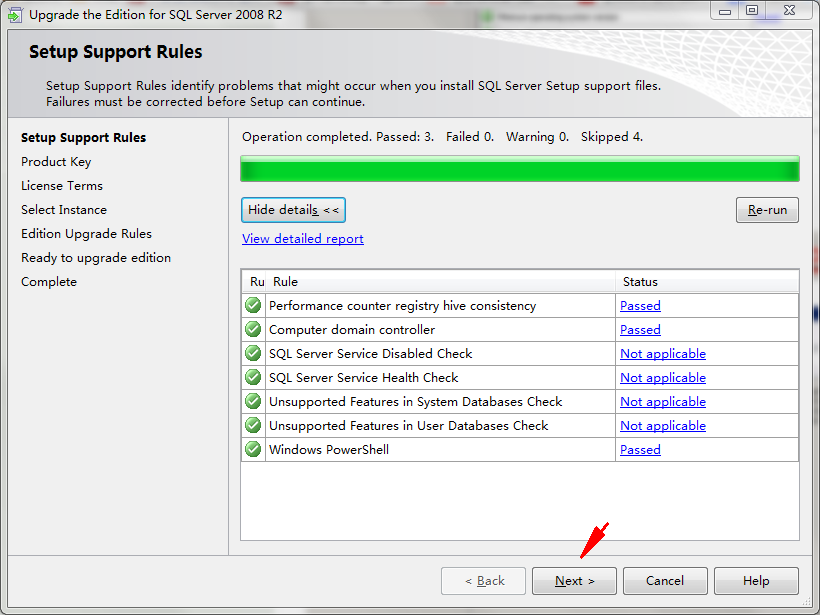 Upgrade the Edition for SQL Server 2008 R2
Setup Support Rules
Setup Support Rules identify problems that might occur when you install SQL Server Setup support files.
Failures must be corrected before Setup can continue.
Setup Support Rules
Product Key
License Terms
Select Instance
Edition Upgrade Rules
Ready to upgrade edition
Complete
Operation completed. Passed: 3. Failed 0. Warning 0. Skipped 4.
Hide details <<
Re-run
View detailed report
Ru Rule Status
Performance counter registry hive consistency Passed
Computer domain controller Passed
SQL Server Service Disabled Check Not applicable
SQL Server Service Health Check Not applicable
Unsupported Features in System Databases Check Not applicable
Unsupported Features in User Databases Check Not applicable
Windows PowerShell Passed
< Back Next > Cancel Help